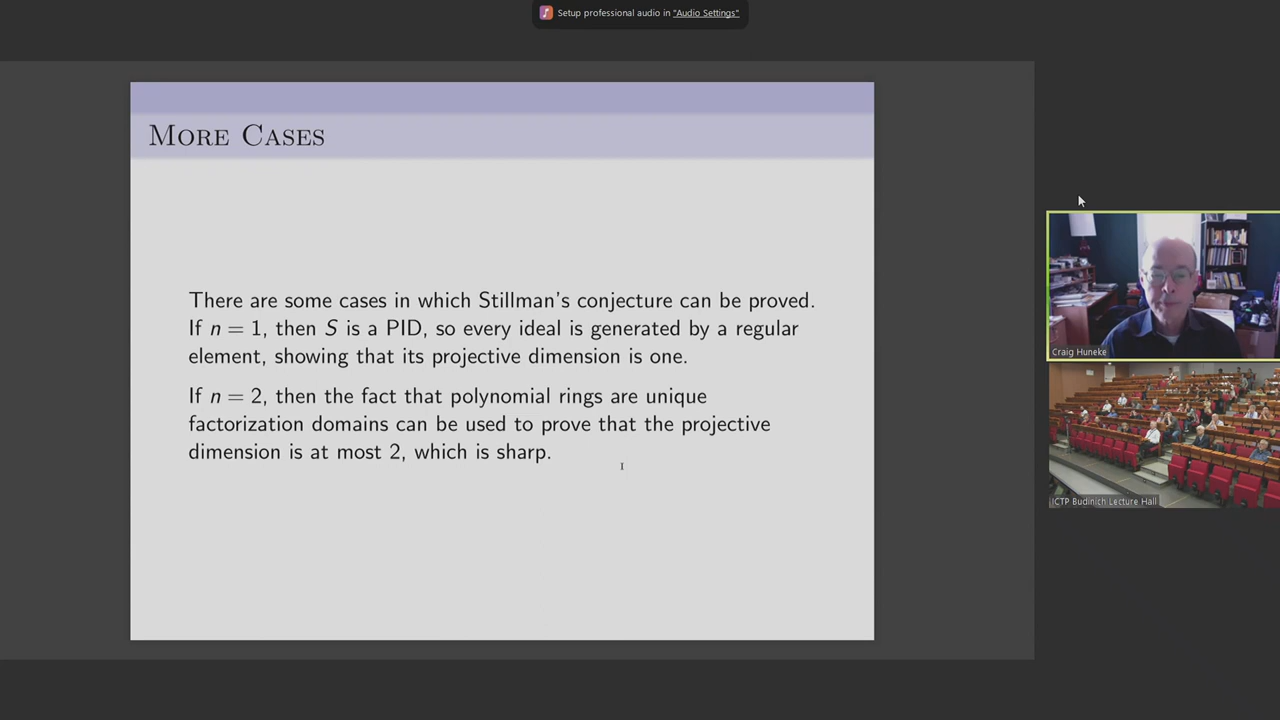 Setup professional audio in "Audio Settings"
More Cases
There are some cases in which Stillman's conjecture can be proved.
If n = 1, then S is a PID, so every ideal is generated by a regular
element, showing that its projective dimension is one.
If n = 2, then the fact that polynomial rings are unique
factorization domains can be used to prove that the projective
dimension is at most 2, which is sharp.
Craig Huneke
ICTP Budinich Lecture Hall